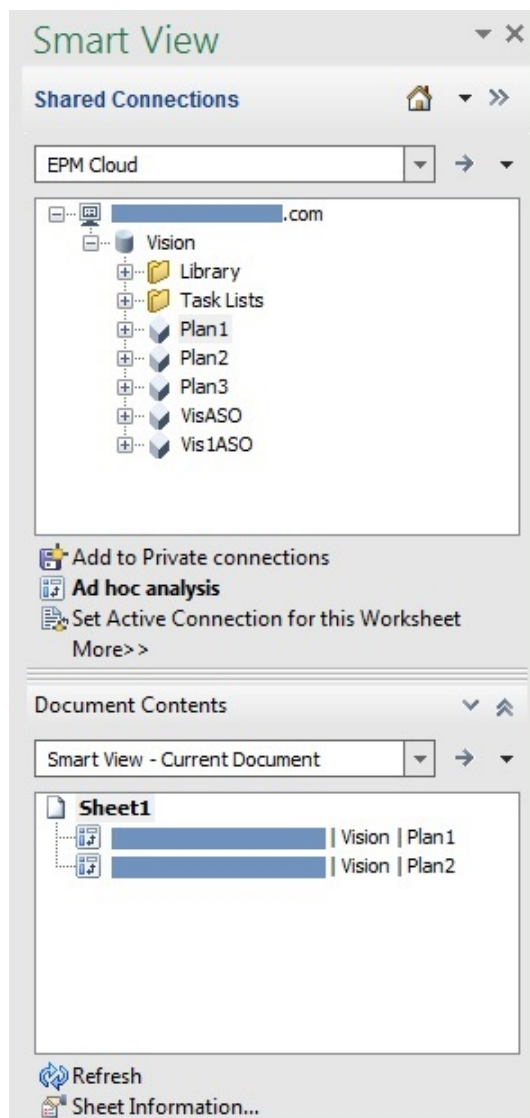 Smart View
Shared Connections
EPM Cloud
.com
Vision
Library
Task Lists
Plan1
Plan2
Plan3
VisASO
Vis1ASO
Add to Private connections
Ad hoc analysis
Set Active Connection for this Worksheet
More>>
Document Contents
Smart View - Current Document
Sheet1
| Vision | Plan1
| Vision | Plan2
Refresh
Sheet Information...